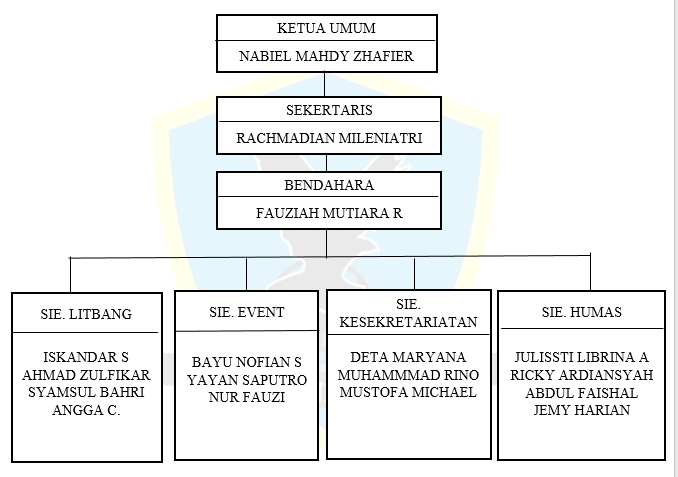 KETUA UMUM
NABIEL MAHDY ZHAFIER
SEKERTARIS
RACHMADIAN MILENIATRI
BENDAHARA
FAUZIAH MUTIARA R
SIE. LITBANG
ISKANDAR S
AHMAD ZULFIKAR
SYAMSUL BAHRI
ANGGA C.
SIE. EVENT
BAYU NOFIAN S
YAYAN SAPUTRO
NUR FAUZI
SIE.
KESEKRETARIATAN
DETA MARYANA
MUHAMMMAD RINO
MUSTOFA MICHAEL
SIE. HUMAS
JULISSTI LIBRINA A
RICKY ARDIANSYAH
ABDUL FAISHAL
JEMY HARIAN